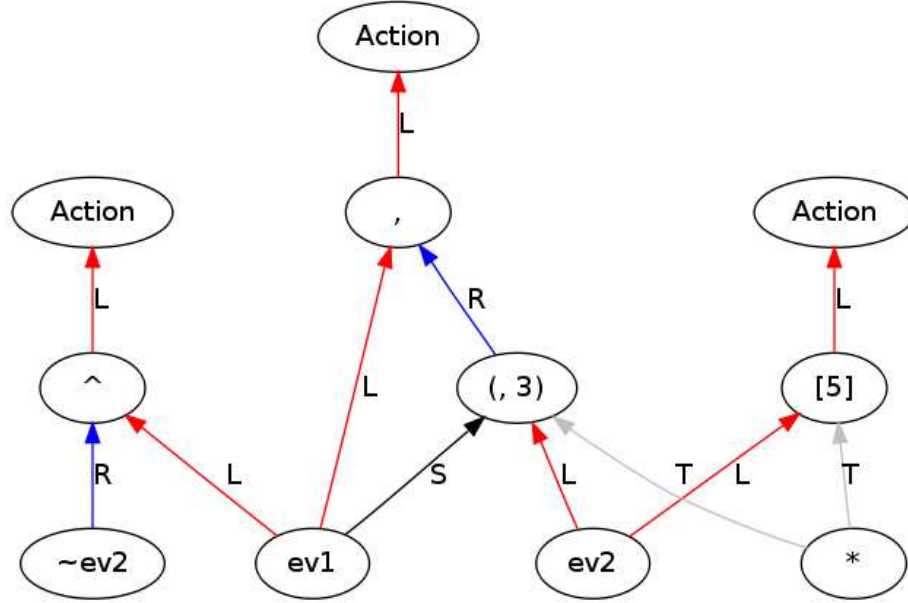 Action
L
Action
,
Action
L
R
L
^
L
(, 3)
[5]
R
L
S
L
T
L
T
~ev2
ev1
ev2
*